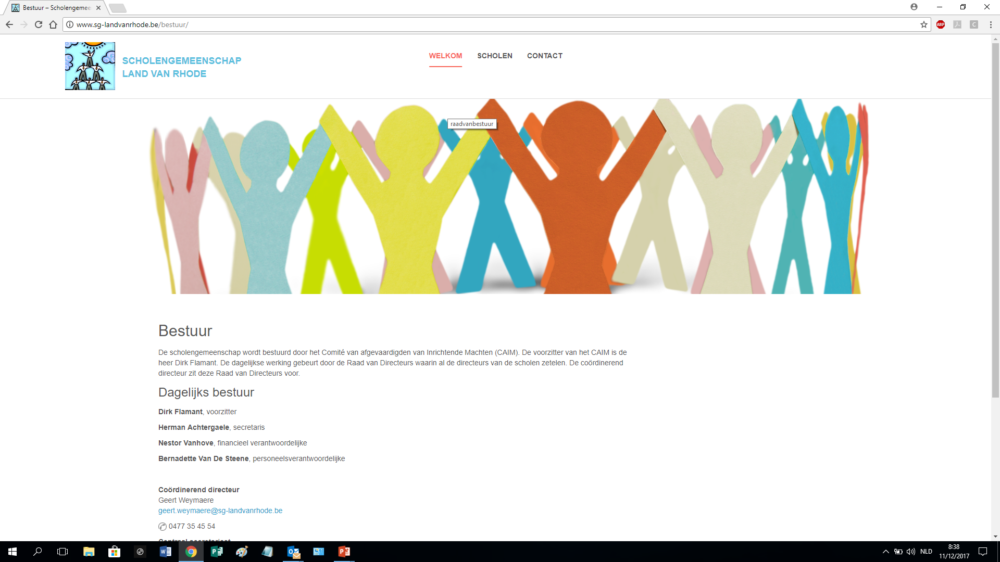 Bestuur – Scholengemee
www.sg-landvanrhode.be/bestuur/
ABP
C
SCHOLENGEMEENSCHAP
LAND VAN RHODE
WELKOM SCHOLEN CONTACT
raadvanbestuur
Bestuur
De scholengemeenschap wordt bestuurd door het Comité van afgevaardigden van Inrichtende Machten (CAIM). De voorzitter van het CAIM is de
heer Dirk Flamant. De dagelijkse werking gebeurt door de Raad van Directeurs waarin al de directeurs van de scholen zetelen. De coördinerend
directeur zit deze Raad van Directeurs voor.
Dagelijks bestuur
Dirk Flamant, voorzitter
Herman Achtergaele, secretaris
Nestor Vanhove, financieel verantwoordelijke
Bernadette Van De Steene, personeelsverantwoordelijke
Coördinerend directeur
Geert Weymaere
geert.weymaere@sg-landvanrhode.be
0477 35 45 54
Centraal secretariaat
NLD
8:38
11/12/2017